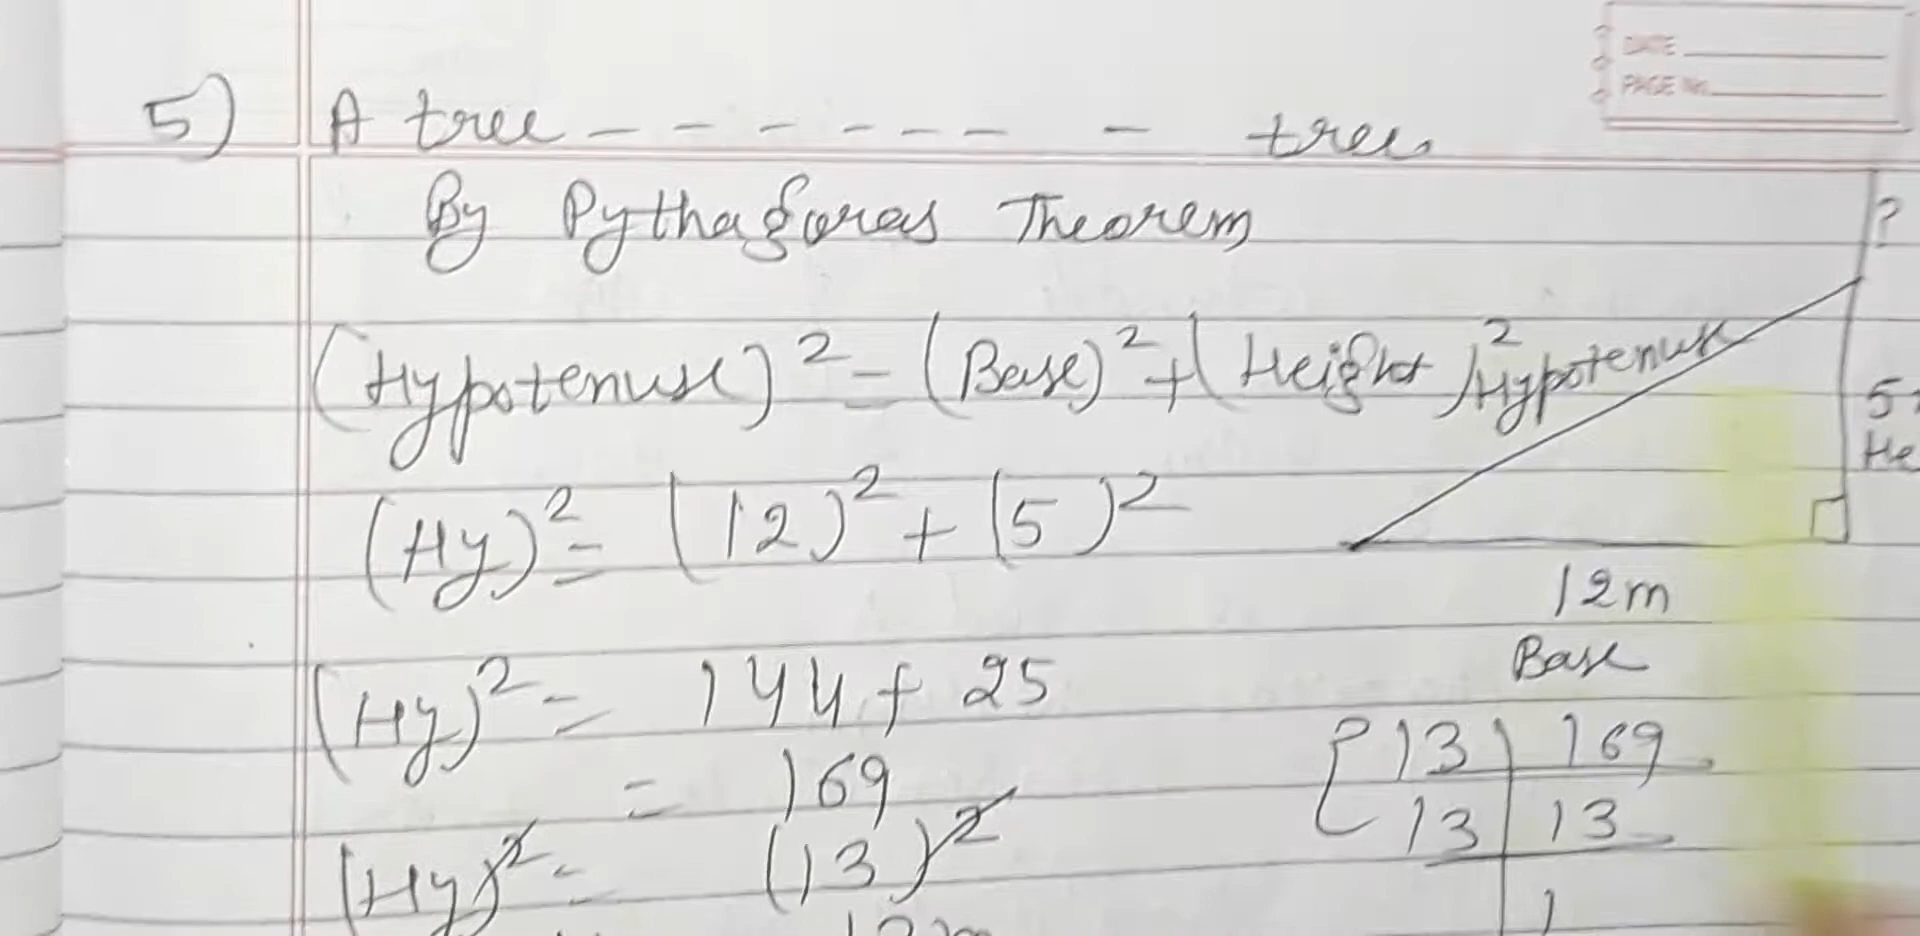 DATE
PAGE No.
5) A tree - - - - - - - tree.
By Pythagoras Theorem
?
(Hypotenuse)² = (Base)² + (Height)²
Hypotenuse
5
He
(Hy)² = (12)² + (5)²
12m
Base
(Hy)² = 144 + 25
= 169
13 | 169
13 | 13
1
(Hy)² = (13)²